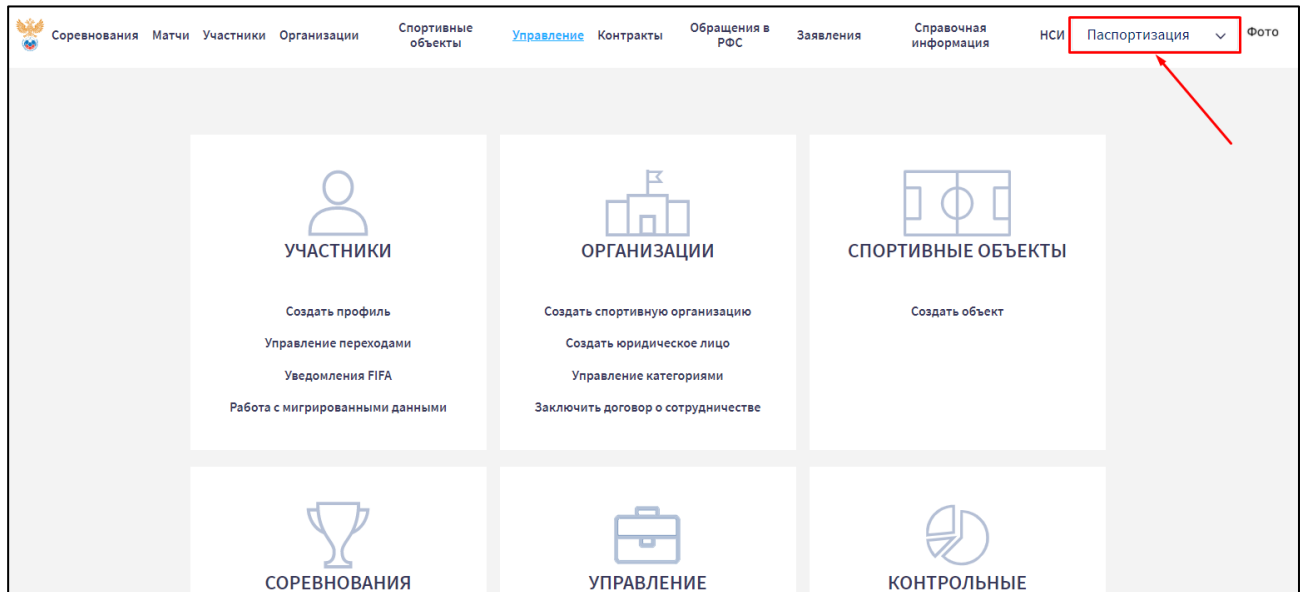 Соревнования Матчи Участники Организации Спортивные объекты Управление Контракты Обращения в РФС Заявления Справочная информация НСИ Паспортизация Фото
УЧАСТНИКИ
Создать профиль
Управление переходами
Уведомления FIFA
Работа с мигрированными данными
ОРГАНИЗАЦИИ
Создать спортивную организацию
Создать юридическое лицо
Управление категориями
Заключить договор о сотрудничестве
СПОРТИВНЫЕ ОБЪЕКТЫ
Создать объект
СОРЕВНОВАНИЯ
УПРАВЛЕНИЕ
КОНТРОЛЬНЫЕ